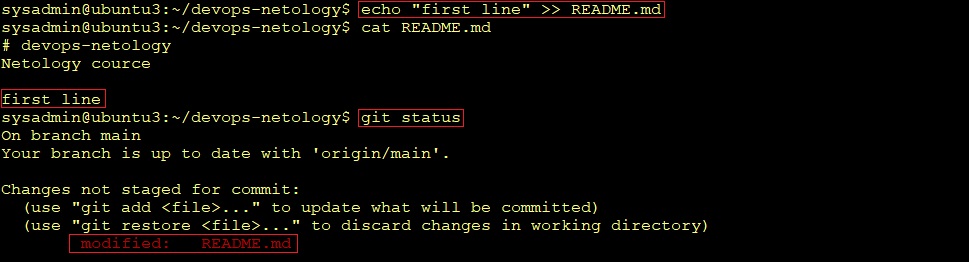 sysadmin@ubuntu3:~/devops-netology$ echo "first line" >> README.md
sysadmin@ubuntu3:~/devops-netology$ cat README.md
# devops-netology
Netology cource
first line
sysadmin@ubuntu3:~/devops-netology$ git status
On branch main
Your branch is up to date with 'origin/main'.
Changes not staged for commit:
  (use "git add <file>..." to update what will be committed)
  (use "git restore <file>..." to discard changes in working directory)
        modified:   README.md